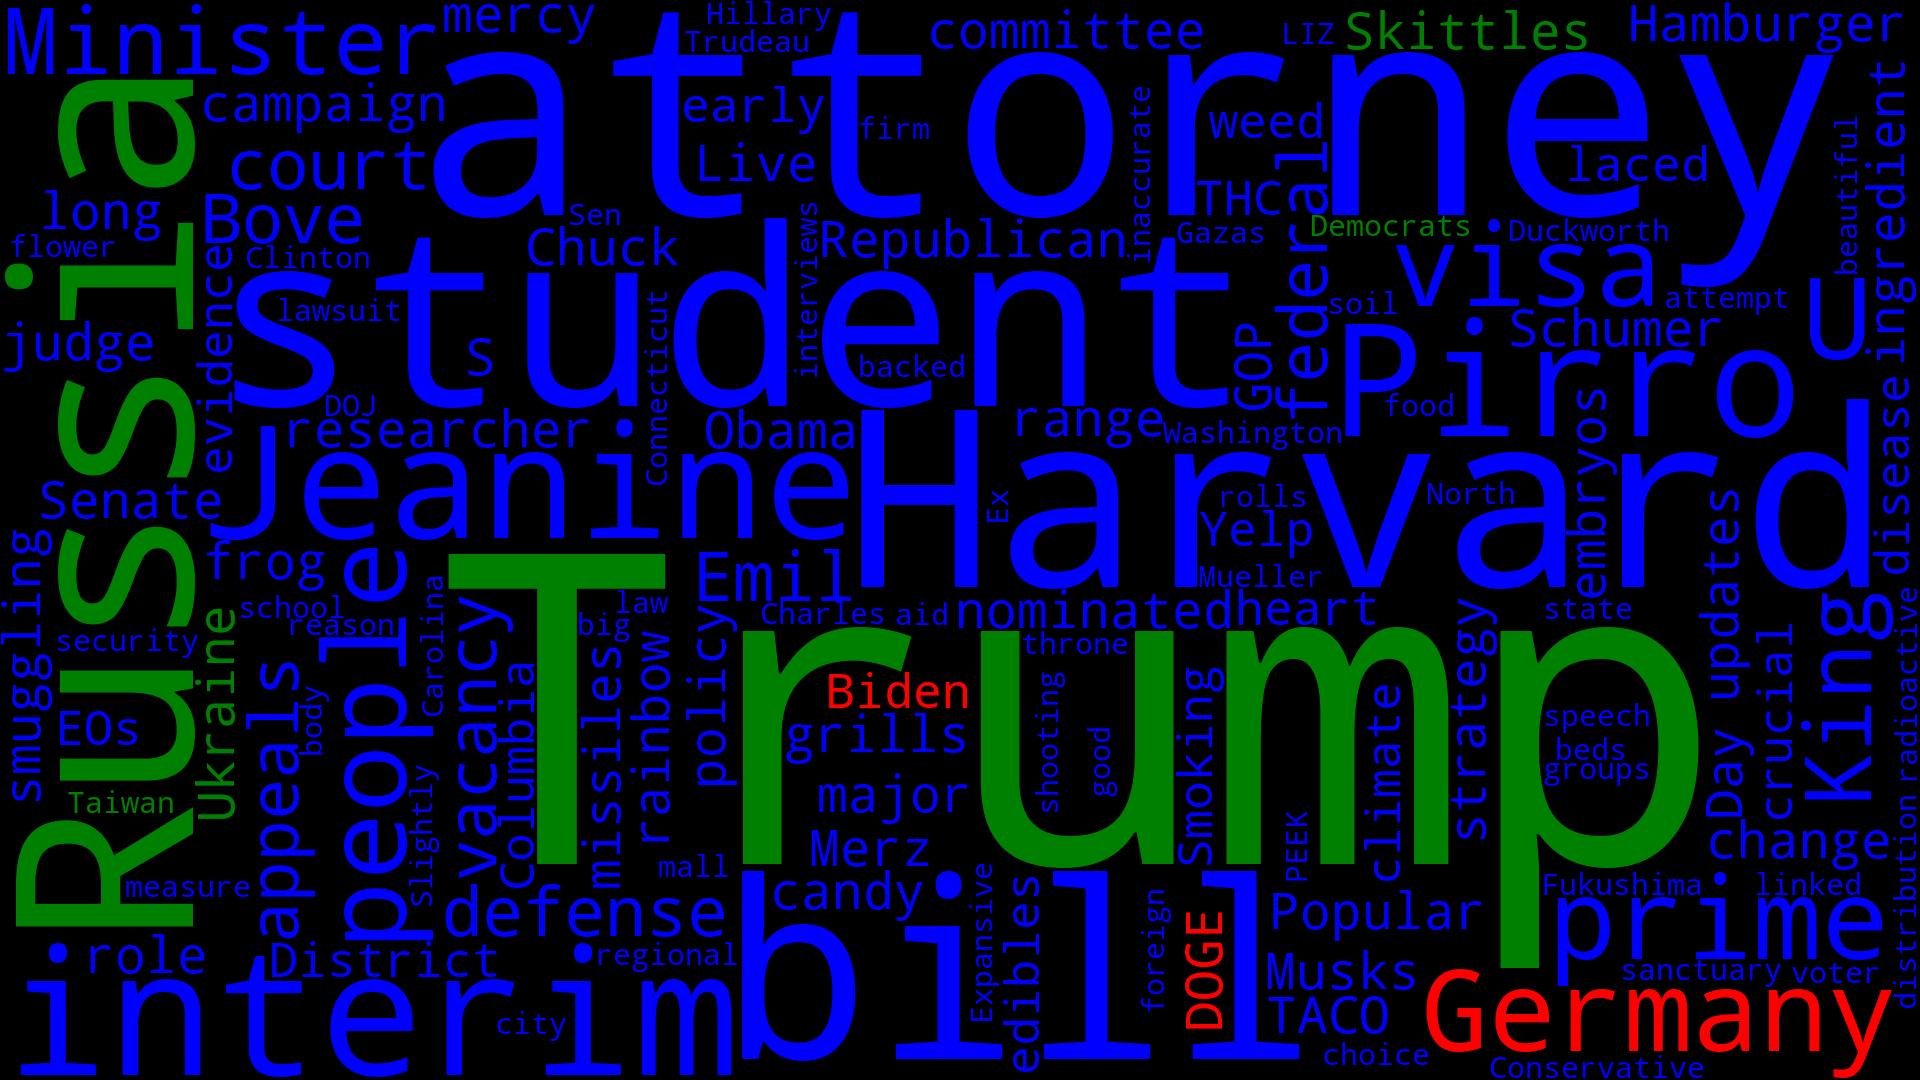 Minister
mercy
Hillary
Trudeau
committee
LIZ
Skittles
Hamburger
attorney
campaign
early
firm
Live
court
inaccurate
weed
THC
laced
beautiful
ingredient
Russia
long
flower
Bove
Clinton
Sen
Chuck
interviews
Republican
Gazas
federal
Democrats
Duckworth
visa
attempt
U
student
lawsuit
judge
evidence
S
Connecticut
backed
GOP
soil
Schumer
Pirro
food
DOJ
researcher
Obama
range
Washington
embryos
disease
Jeanine
Harvard
Senate
Ex
rolls
Yelp
North
updates
smuggling
frog
people
Emil
Mueller
school
reason
security
Carolina
vacancy
Trump
law
big
Charles
aid
nominated
heart
throne
state
strategy
crucial
King
radioactive
Ukraine
EOs
appeals
body
columbia
missiles
rainbow
policy
Biden
grills
shooting
good
Smoking
climate
speech
beds
groups
Day
Taiwan
Slightly
major
Merz
PEEK
change
measure
mall
defense
candy
Expansive
edibles
foreign
DOGE
Popular
Fukushima
linked
prime
distribution
role
District
regional
bill
Musks
TACO
sanctuary
voter
interim
city
Germany
choice
Conservative